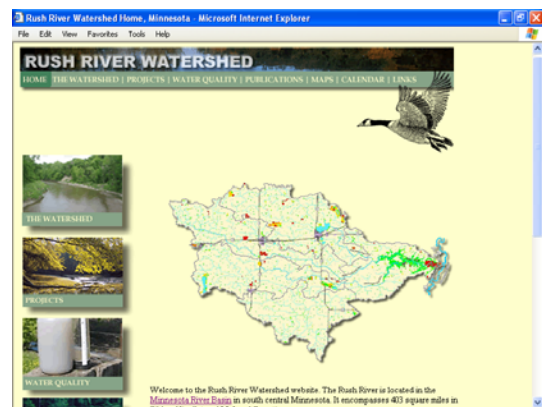 Rush River Watershed Home, Minnesota - Microsoft Internet Explorer
File Edit View Favorites Tools Help
RUSH RIVER WATERSHED
HOME THE WATERSHED | PROJECTS | WATER QUALITY | PUBLICATIONS | MAPS | CALENDAR | LINKS
THE WATERSHED
PROJECTS
WATER QUALITY
Welcome to the Rush River Watershed website. The Rush River is located in the
Minnesota River Basin in south central Minnesota. It encompasses 403 square miles in